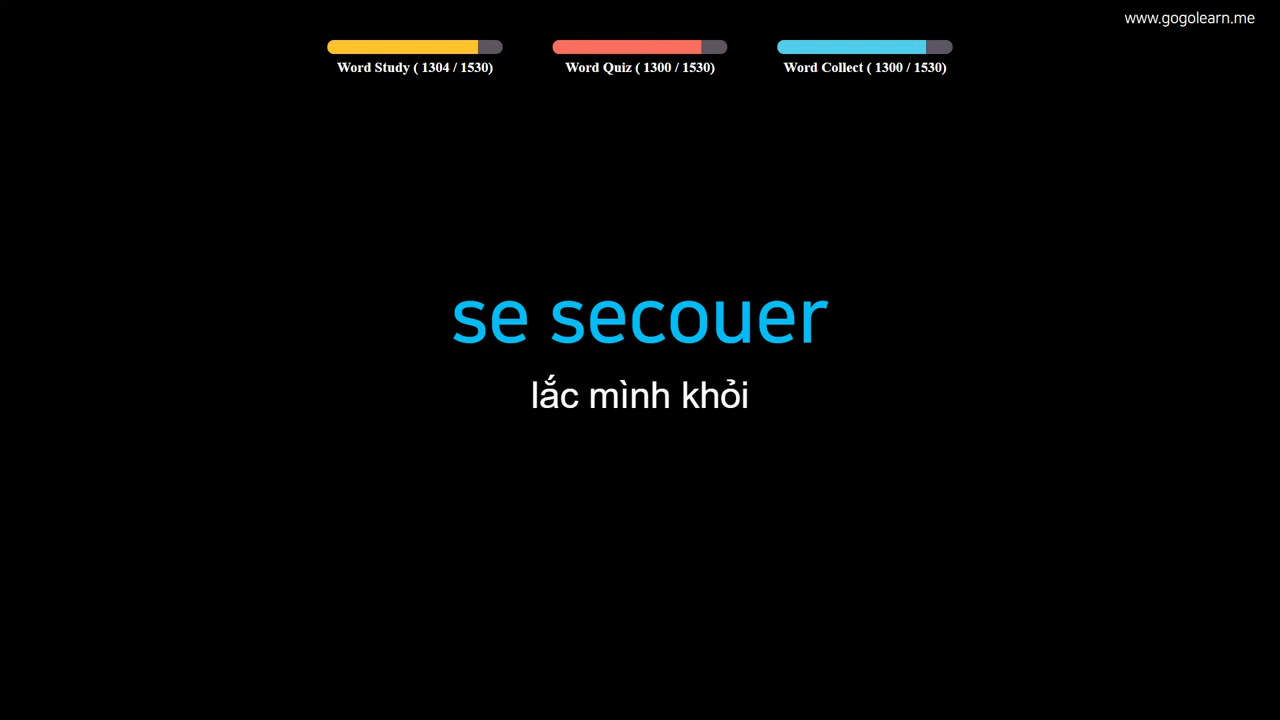 www.gogolearn.me
Word Study ( 1304 / 1530)
Word Quiz ( 1300 / 1530)
Word Collect ( 1300 / 1530)
se secouer
lắc mình khỏi